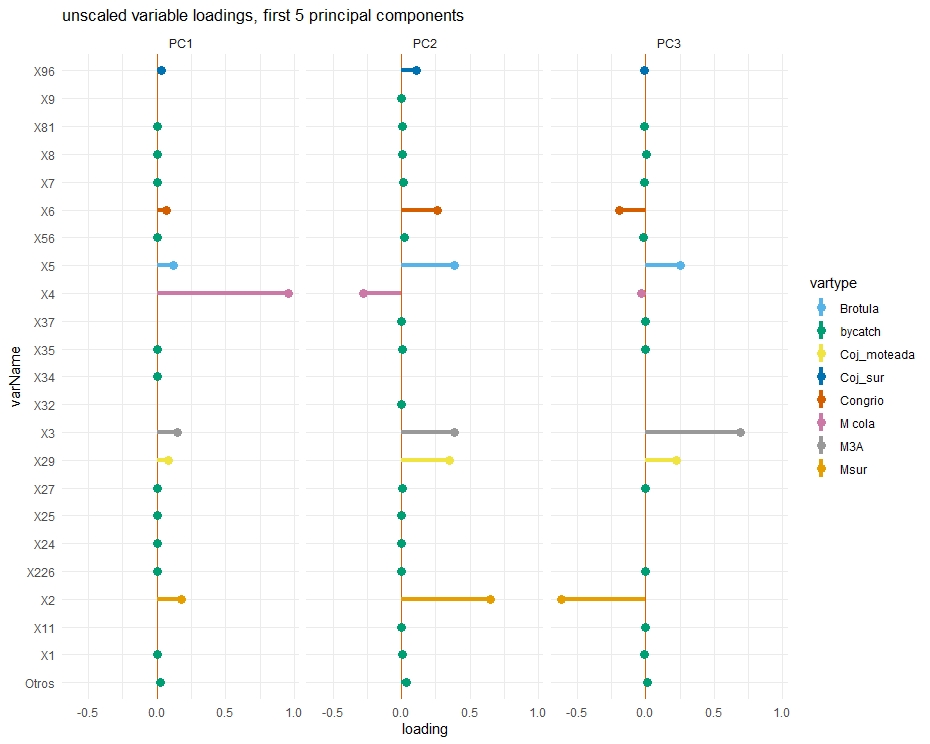 unscaled variable loadings, first 5 principal components
PC1 PC2 PC3
X96
X9
X81
X8
X7
X6
X56
X5
X4
X37
X35
X34
X32
X3
X29
X27
X25
X24
X226
X2
X11
X1
Otros
varName
-0.5 0.0 0.5 1.0 -0.5 0.0 0.5 1.0 -0.5 0.0 0.5 1.0
loading
vartype
Brotula
bycatch
Coj_moteada
Coj_sur
Congrio
M cola
M3A
Msur